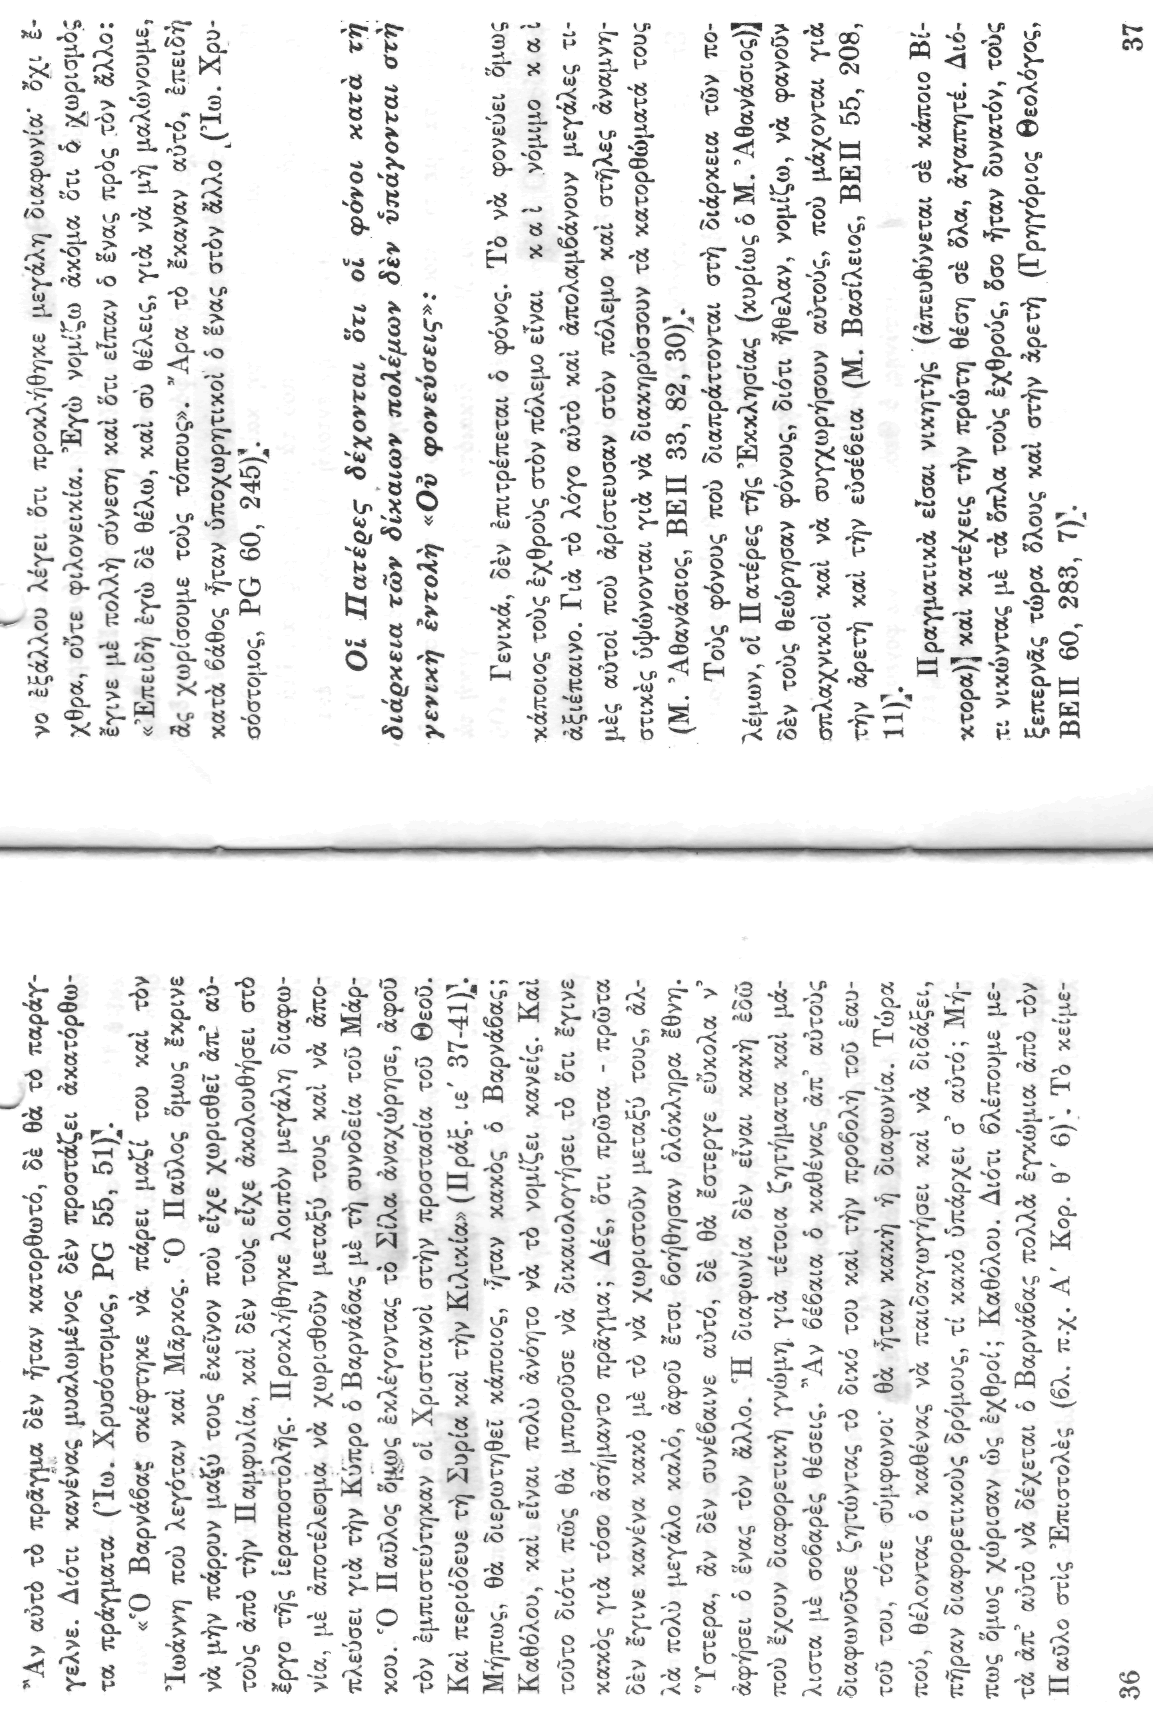 Ἂν αὐτὸ τὸ πρᾶγμα δὲν ἦταν κατορθωτό, δὲ θὰ τὸ παράγ-
γελνε. Διότι κανένας μυαλωμένος δὲν προστάζει ἀκατόρθω-
τα πράγματα (Ἰω. Χρυσόστομος, PG 55, 51)].
«Ὁ Βαρνάβας σκέφτηκε νὰ πάρει μαζί του καὶ τὸν
Ἰωάννη ποὺ λεγόταν καὶ Μᾶρκος. Ὁ Παῦλος ὅμως ἔκρινε
νὰ μὴν πάρουν μαζύ τους ἐκεῖνον ποὺ εἶχε χωρισθεῖ ἀπ' αὐ-
τοὺς ἀπὸ τὴν Παμφυλία, καὶ δὲν τοὺς εἶχε ἀκολουθήσει στὸ
ἔργο τῆς ἱεραποστολῆς. Προκλήθηκε λοιπὸν μεγάλη διαφω-
νία, μὲ ἀποτέλεσμα νὰ χωρισθοῦν μεταξύ τους καὶ νὰ ἀπο-
πλεύσει γιὰ τὴν Κύπρο ὁ Βαρνάβας μὲ τὴ συνοδεία τοῦ Μάρ-
κου. Ὁ Παῦλος ὅμως ἐκλέγοντας τὸ Σίλα ἀναχώρησε, ἀφοῦ
τὸν ἐμπιστεύτηκαν οἱ Χριστιανοὶ στὴν προστασία τοῦ Θεοῦ.
Καὶ περιόδευε τὴ Συρία καὶ τὴν Κιλικία» (Πράξ. ιε΄ 37-41)].
Μήπως, θὰ διερωτηθεῖ κάποιος, ἦταν κακὸς ὁ Βαρνάβας;
Καθόλου, καὶ εἶναι πολὺ ἀνόητο νὰ τὸ νομίζει κανείς. Καὶ
τοῦτο διότι πῶς θὰ μποροῦσε νὰ δικαιολογήσει τὸ ὅτι ἔγινε
κακὸς γιὰ τόσο ἀσήμαντο πρᾶγμα; Δές, ὅτι πρῶτα - πρῶτα
δὲν ἔγινε κανένα κακὸ μὲ τὸ νὰ χωριστοῦν μεταξύ τους, ἀλ-
λὰ πολὺ μεγάλο καλό, ἀφοῦ ἔτσι βοήθησαν ὁλόκληρα ἔθνη.
Ὕστερα, ἂν δὲν συνέβαινε αὐτό, δὲ θὰ ἔστεργε εὔκολα ν'
ἀφήσει ὁ ἕνας τὸν ἄλλο. Ἡ διαφωνία δὲν εἶναι κακὴ ἐδῶ
ποὺ ἔχουν διαφορετικὴ γνώμη γιὰ τέτοια ζητήματα καὶ μά-
λιστα μὲ σοβαρὲς θέσεις. Ἂν βέβαια ὁ καθένας ἀπ' αὐτοὺς
διαφωνοῦσε ζητώντας τὸ δικό του καὶ τὴν προβολὴ τοῦ ἑαυ-
τοῦ του, τότε σύμφωνοι· θὰ ἦταν κακὴ ἡ διαφωνία. Τώρα
πού, θέλοντας ὁ καθένας νὰ παιδαγωγήσει καὶ νὰ διδάξει,
πῆραν διαφορετικοὺς δρόμους, τί κακὸ ὑπάρχει σ' αὐτό; Μή-
πως ὅμως χώρισαν ὡς ἐχθροί; Καθόλου. Διότι βλέπουμε με-
τὰ ἀπ' αὐτὸ νὰ δέχεται ὁ Βαρνάβας πολλὰ ἐγκώμια ἀπὸ τὸν
Παῦλο στὶς Ἐπιστολὲς (βλ. π.χ. Α΄ Κορ. θ΄ 6). Τὸ κείμε-
36
νο ἐξάλλου λέγει ὅτι προκλήθηκε μεγάλη διαφωνία· ὄχι ἔ-
χθρα, οὔτε φιλονεικία. Ἐγὼ νομίζω ἀκόμα ὅτι ὁ χωρισμὸς
ἔγινε μὲ πολλὴ σύνεση καὶ ὅτι εἶπαν ὁ ἕνας πρὸς τὸν ἄλλο:
«Ἐπειδὴ ἐγὼ δὲ θέλω, καὶ σὺ θέλεις, γιὰ νὰ μὴ μαλώνουμε,
ἂς χωρίσουμε τοὺς τόπους». Ἄρα τὸ ἔκαναν αὐτό, ἐπειδὴ
κατὰ βάθος ἦταν ὑποχωρητικοὶ ὁ ἕνας στὸν ἄλλο (Ἰω. Χρυ-
σόστομος, PG 60, 245)].
Οἱ Πατέρες δέχονται ὅτι οἱ φόνοι κατὰ τὴ
διάρκεια τῶν δίκαιων πολέμων δὲν ὑπάγονται στὴ
γενικὴ ἐντολὴ «Οὐ φονεύσεις»:
Γενικά, δὲν ἐπιτρέπεται ὁ φόνος. Τὸ νὰ φονεύει ὅμως
κάποιος τοὺς ἐχθροὺς στὸν πόλεμο εἶναι καὶ νόμιμο καὶ
ἀξιέπαινο. Γιὰ τὸ λόγο αὐτὸ καὶ ἀπολαμβάνουν μεγάλες τι-
μὲς αὐτοὶ ποὺ ἀρίστευσαν στὸν πόλεμο καὶ στῆλες ἀναμνη-
στικὲς ὑψώνονται γιὰ νὰ διακηρύσσουν τὰ κατορθώματά τους
(Μ. Ἀθανάσιος, ΒΕΠ 33, 82, 30)].
Τοὺς φόνους ποὺ διαπράττονται στὴ διάρκεια τῶν πο-
λέμων, οἱ Πατέρες τῆς Ἐκκλησίας (κυρίως ὁ Μ. Ἀθανάσιος)]
δὲν τοὺς θεώρησαν φόνους, διότι ἤθελαν, νομίζω, νὰ φανοῦν
σπλαχνικοὶ καὶ νὰ συγχωρήσουν αὐτούς, ποὺ μάχονται γιὰ
τὴν ἀρετὴ καὶ τὴν εὐσέβεια (Μ. Βασίλειος, ΒΕΠ 55, 208,
11)].
Πραγματικὰ εἶσαι νικητὴς (ἀπευθύνεται σὲ κάποιο Βί-
κτορα)] καὶ κατέχεις τὴν πρώτη θέση σὲ ὅλα, ἀγαπητέ. Διό-
τι νικώντας μὲ τὰ ὅπλα τοὺς ἐχθρούς, ὅσο ἦταν δυνατόν, τοὺς
ξεπερνᾶς τώρα ὅλους καὶ στὴν ἀρετὴ (Γρηγόριος Θεολόγος,
ΒΕΠ 60, 283, 7)].
37